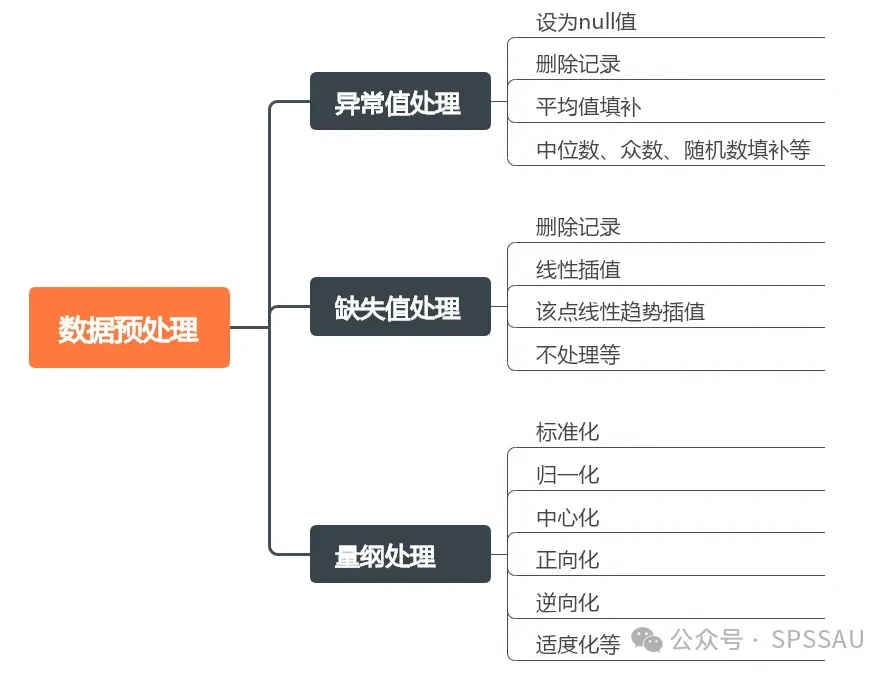 数据预处理
异常值处理
设为null值
删除记录
平均值填补
中位数、众数、随机数填补等
缺失值处理
删除记录
线性插值
该点线性趋势插值
不处理等
量纲处理
标准化
归一化
中心化
正向化
逆向化
适度化等
公众号 · SPSSAU